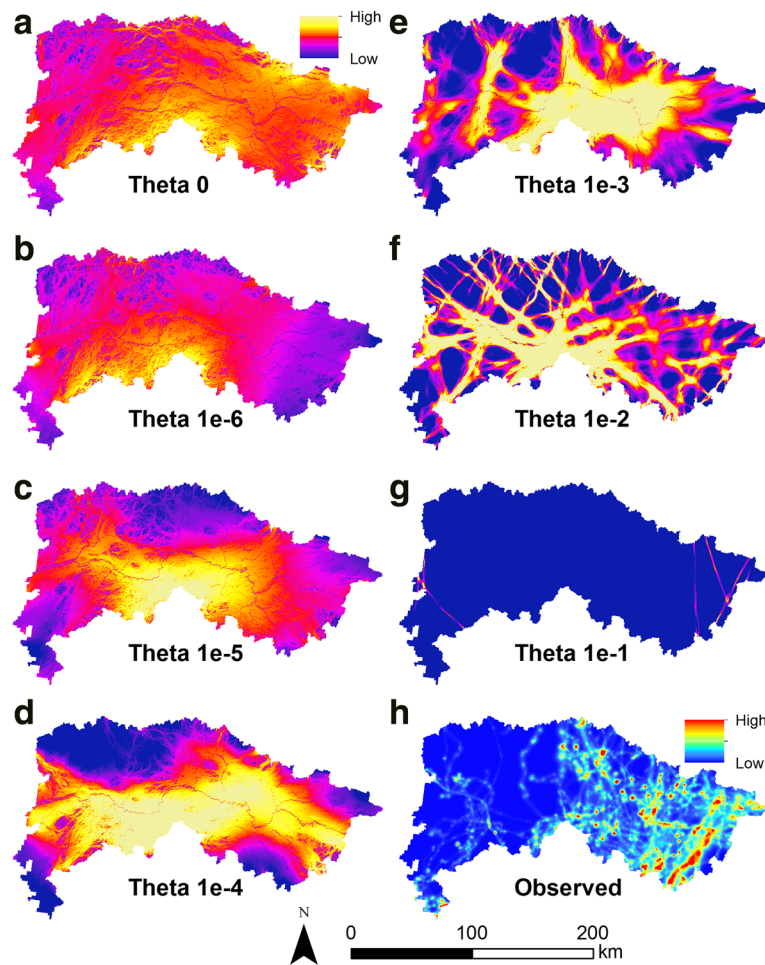 a
High
Low
Theta 0
b
Theta 1e-6
c
Theta 1e-5
d
Theta 1e-4
e
Theta 1e-3
f
Theta 1e-2
g
Theta 1e-1
h
High
Low
Observed
N
0 100 200
km